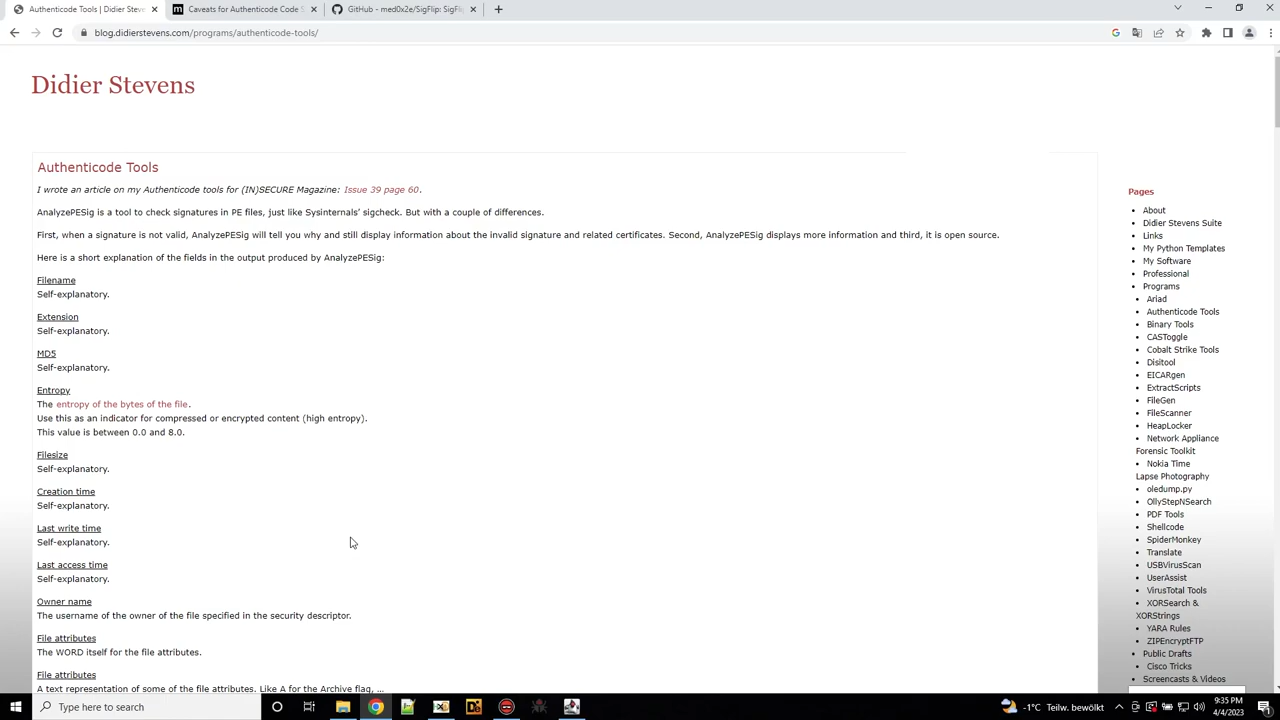 Authenticode Tools | Didier Stevens
Caveats for Authenticode Code S
GitHub - med0x2e/SigFlip: SigFlip
blog.didierstevens.com/programs/authenticode-tools/
Didier Stevens
Authenticode Tools
I wrote an article on my Authenticode tools for (IN)SECURE Magazine: Issue 39 page 60.
AnalyzePESig is a tool to check signatures in PE files, just like Sysinternals’ sigcheck. But with a couple of differences.
First, when a signature is not valid, AnalyzePESig will tell you why and still display information about the invalid signature and related certificates. Second, AnalyzePESig displays more information and third, it is open source.
Here is a short explanation of the fields in the output produced by AnalyzePESig:
Filename
Self-explanatory.
Extension
Self-explanatory.
MD5
Self-explanatory.
Entropy
The entropy of the bytes of the file.
Use this as an indicator for compressed or encrypted content (high entropy).
This value is between 0.0 and 8.0.
Filesize
Self-explanatory.
Creation time
Self-explanatory.
Last write time
Self-explanatory.
Last access time
Self-explanatory.
Owner name
The username of the owner of the file specified in the security descriptor.
File attributes
The WORD itself for the file attributes.
File attributes
A text representation of some of the file attributes. Like A for the Archive flag, …
Pages
About
Didier Stevens Suite
Links
My Python Templates
My Software
Professional
Programs
Ariad
Authenticode Tools
Binary Tools
CASToggle
Cobalt Strike Tools
Disitool
EICARgen
ExtractScripts
FileGen
FileScanner
HeapLocker
Network Appliance
Forensic Toolkit
Nokia Time
Lapse Photography
oledump.py
OllyStepNSearch
PDF Tools
Shellcode
SpiderMonkey
Translate
USBVirusScan
UserAssist
VirusTotal Tools
XORSearch &
XORStrings
YARA Rules
ZIPEncryptFTP
Public Drafts
Cisco Tricks
Screencasts & Videos
Type here to search
-1°C Teilw. bewölkt
9:35 PM
4/4/2023